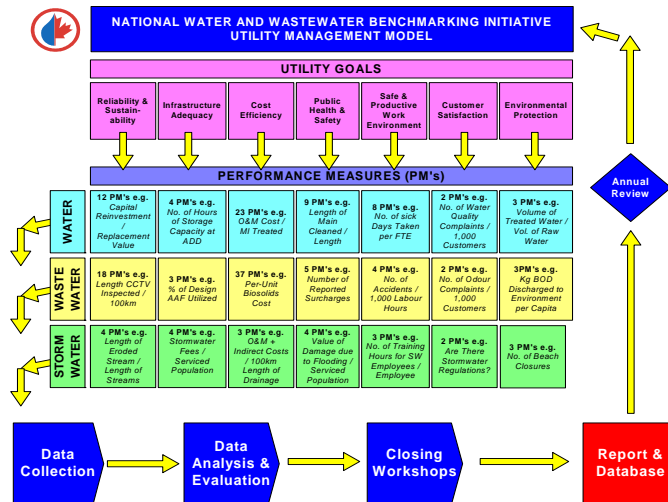 NATIONAL WATER AND WASTEWATER BENCHMARKING INITIATIVE
UTILITY MANAGEMENT MODEL
UTILITY GOALS
Reliability &
Sustain-
ability
Infrastructure
Adequacy
Cost
Efficiency
Public
Health &
Safety
Safe &
Productive
Work
Environment
Customer
Satisfaction
Environmental
Protection
PERFORMANCE MEASURES (PM's)
Annual
Review
WATER
12 PM's e.g.
Capital
Reinvestment
/
Replacement
Value
4 PM's e.g.
No. of Hours
of Storage
Capacity at
ADD
23 PM's e.g.
O&M Cost /
Ml Treated
9 PM's e.g.
Length of
Main
Cleaned /
Length
8 PM's e.g.
No. of sick
Days Taken
per FTE
2 PM's e.g.
No. of Water
Quality
Complaints /
1,000
Customers
3 PM's e.g.
Volume of
Treated Water /
Vol. of Raw
Water
WASTE
WATER
18 PM's e.g.
Length CCTV
Inspected /
100km
3 PM's e.g.
% of Design
AAF Utilized
37 PM's e.g.
Per-Unit
Biosolids
Cost
5 PM's e.g.
Number of
Reported
Surcharges
4 PM's e.g.
No. of
Accidents /
1,000 Labour
Hours
2 PM's e.g.
No. of Odour
Complaints /
1,000
Customers
3PM's e.g.
Kg BOD
Discharged to
Environment
per Capita
STORM
WATER
4 PM's e.g.
Length of
Eroded
Stream /
Length of
Streams
4 PM's e.g.
Stormwater
Fees /
Serviced
Population
3 PM's e.g.
O&M +
Indirect Costs
/ 100km
Length of
Drainage
4 PM's e.g.
Value of
Damage due
to Flooding /
Serviced
Population
3 PM's e.g.
No. of Training
Hours for SW
Employees /
Employee
2 PM's e.g.
Are There
Stormwater
Regulations?
3 PM's e.g.
No. of Beach
Closures
Data
Collection
Data
Analysis &
Evaluation
Closing
Workshops
Report &
Database